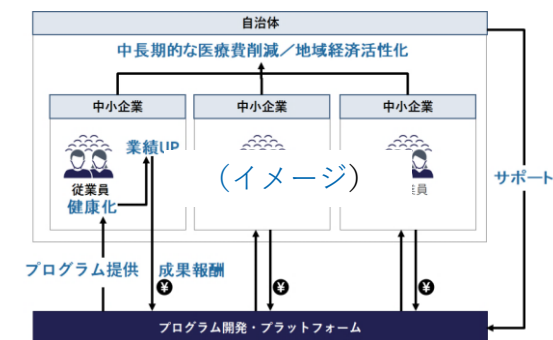 自治体
中長期的な医療費削減／地域経済活性化
中小企業
中小企業
中小企業
業績UP
（イメージ）
従業員
健康化
サポート
プログラム提供
成果報酬
¥
¥
¥
プログラム開発・プラットフォーム